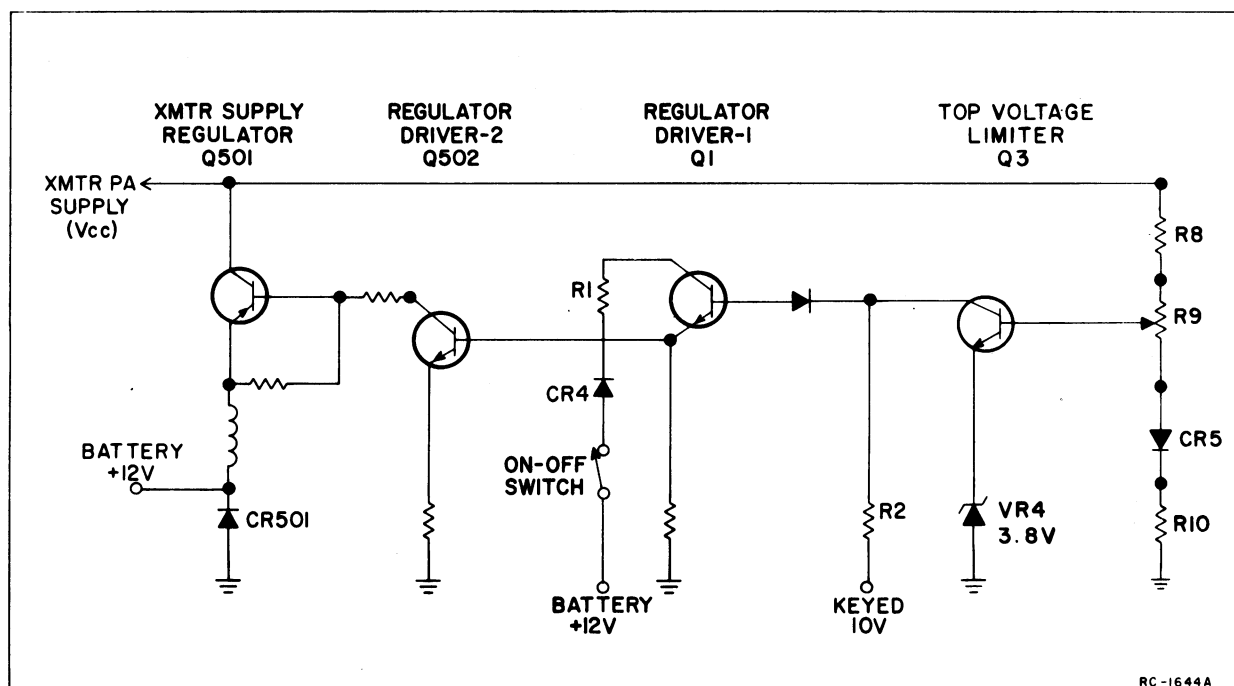 XMTR SUPPLY
REGULATOR
Q501
REGULATOR
DRIVER-2
Q502
REGULATOR
DRIVER-1
Q1
TOP VOLTAGE
LIMITER
Q3
XMTR PA
SUPPLY
(Vcc)
R8
R1
R9
CR4
CR5
BATTERY
+12V
ON-OFF
SWITCH
CR501
R2
VR4
3.8V
R10
BATTERY
+12V
KEYED
10V
RC-1644A